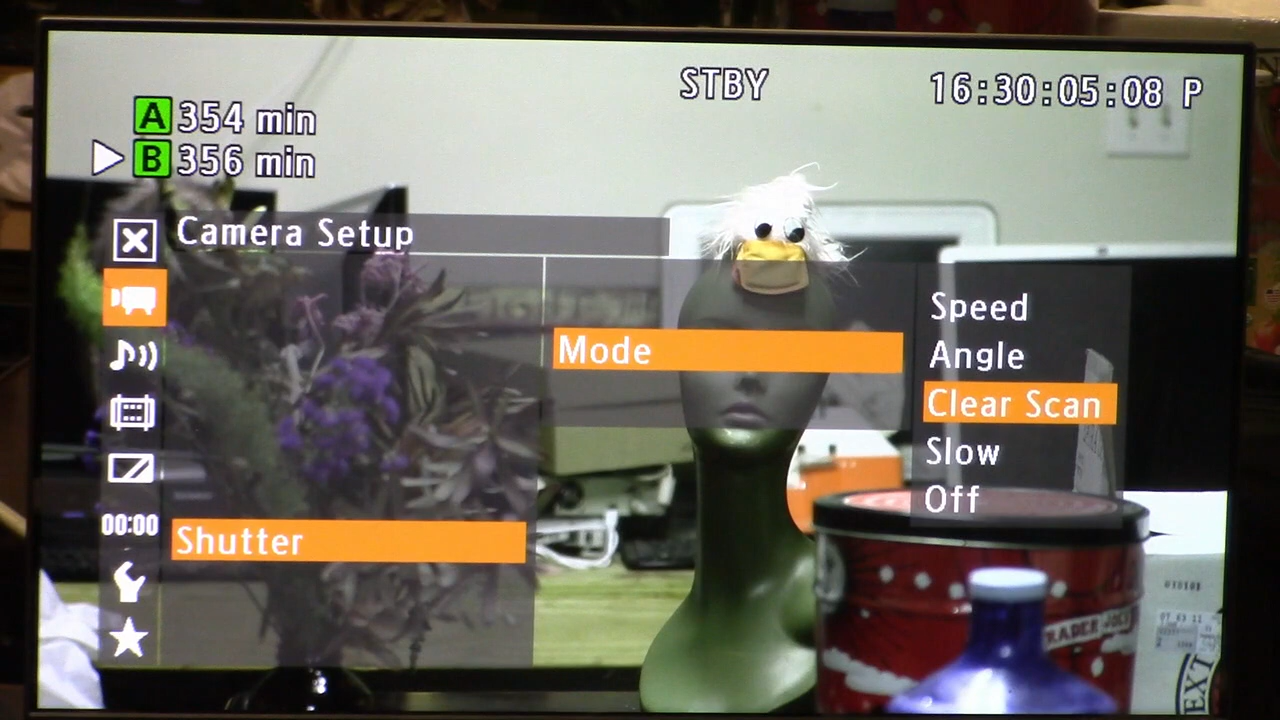 STBY
16:30:05:08 P
A 354 min
B 356 min
Camera Setup
Speed
Mode
Angle
Clear Scan
Slow
Off
00:00
Shutter
TRADER JOE'S
EXT